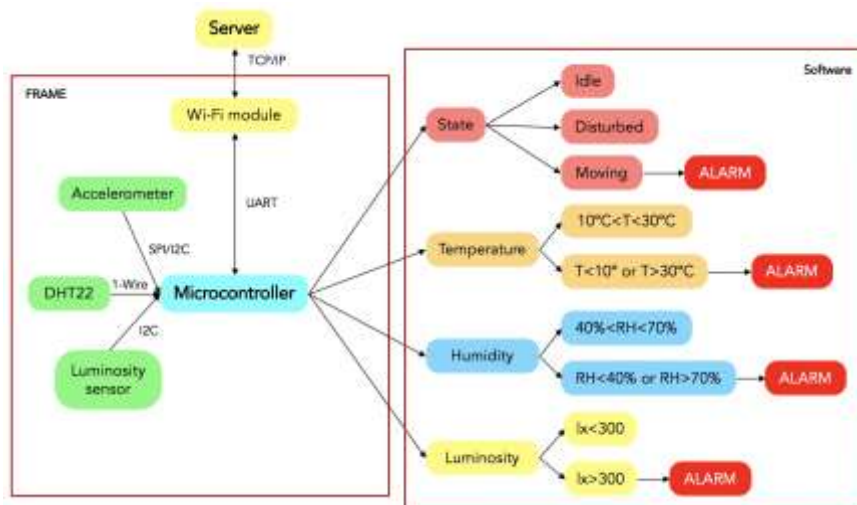 Server
TCP/IP
FRAME
Wi-Fi module
UART
Accelerometer
SPI/I2C
DHT22
1-Wire
Microcontroller
I2C
Luminosity
sensor
Software
State
Idle
Disturbed
Moving
ALARM
Temperature
10°C<T<30°C
T<10° or T>30°C
ALARM
Humidity
40%<RH<70%
RH<40% or RH>70%
ALARM
Luminosity
lx<300
lx>300
ALARM